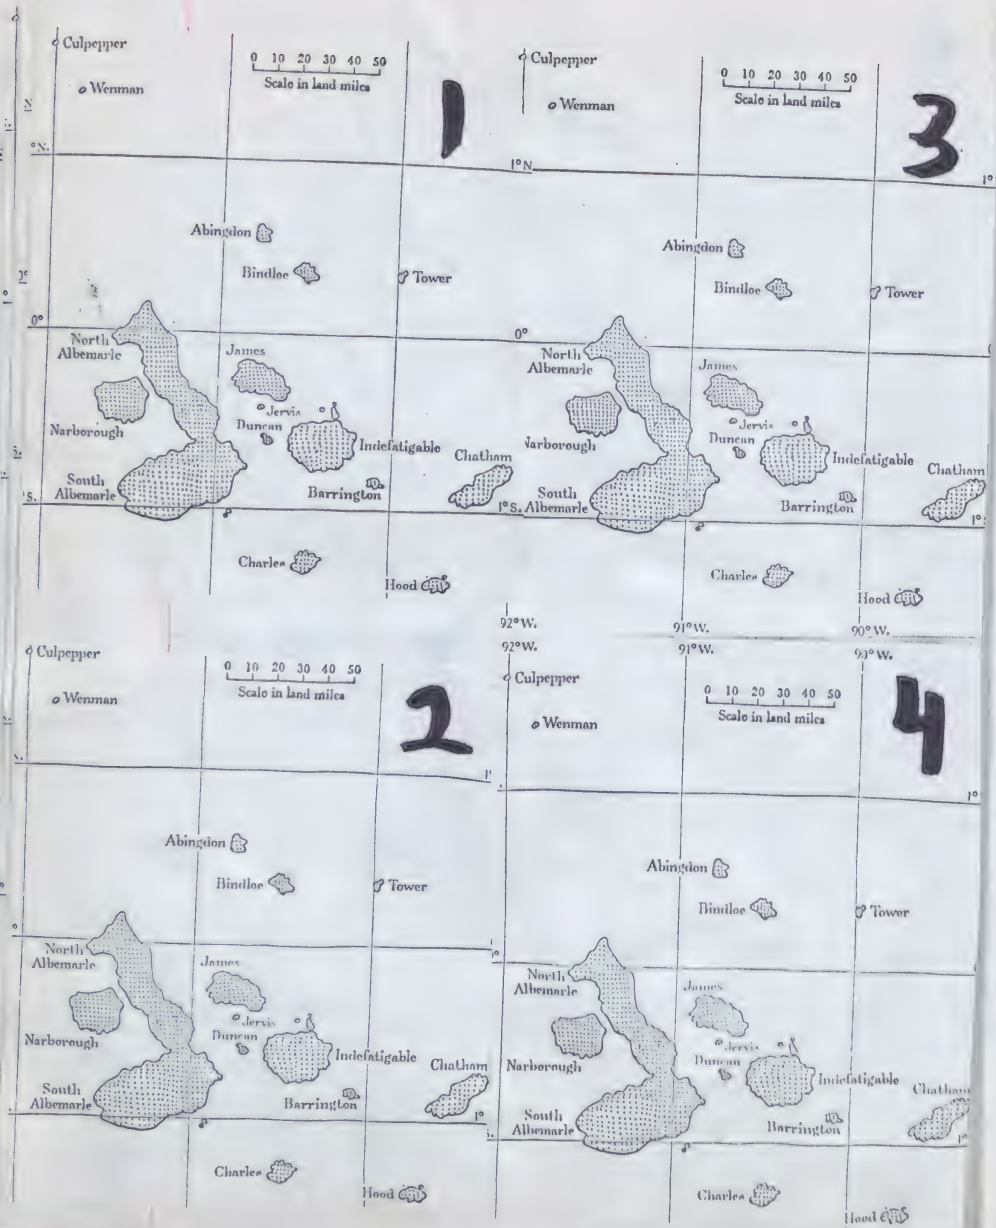 Culpepper
0 10 20 30 40 50
Scale in land miles
Wenman
1
°N.
Abingdon
Bindloe
Tower
0°
North
Albemarle
James
Jervis
Duncan
Narborough
Indefatigable
Chatham
South
Albemarle
Barrington
°S.
Charles
Hood
Culpepper
0 10 20 30 40 50
Scale in land miles
Wenman
3
1°N
1°
Abingdon
Bindloe
Tower
0°
North
Albemarle
James
Jervis
Duncan
Narborough
Indefatigable
Chatham
South
1°S. Albemarle
Barrington
1°
Charles
Hood
92°W. 91°W. 90°W.
Culpepper
0 10 20 30 40 50
Scale in land miles
Wenman
2
Abingdon
Bindloe
Tower
North
Albemarle
James
Jervis
Duncan
Narborough
Indefatigable
Chatham
South
Albemarle
Barrington
1°
Charles
Hood
92°W. 91°W. 90°W.
Culpepper
0 10 20 30 40 50
Scale in land miles
Wenman
4
1°
Abingdon
Bindloe
Tower
North
Albemarle
James
Jervis
Duncan
Narborough
Indefatigable
Chatham
South
Albemarle
Barrington
1°
Charles
Hood